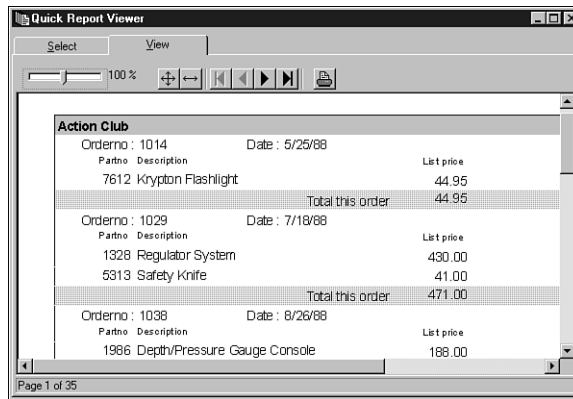 Quick Report Viewer
Select View
100 %
Action Club
Orderno : 1014 Date : 5/25/88
Partno Description List price
7612 Krypton Flashlight 44.95
Total this order 44.95
Orderno : 1029 Date : 7/18/88
Partno Description List price
1328 Regulator System 430.00
5313 Safety Knife 41.00
Total this order 471.00
Orderno : 1038 Date : 8/26/88
Partno Description List price
1986 Depth/Pressure Gauge Console 188.00
Page 1 of 35